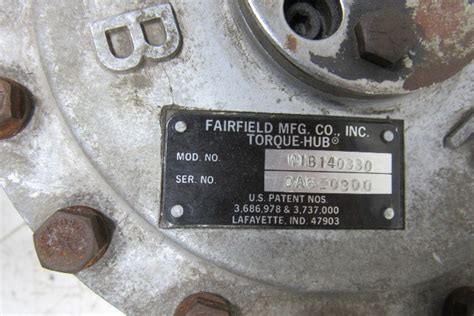 B
FAIRFIELD MFG. CO., INC.
TORQUE-HUB®
MOD. NO. W1B140330
SER. NO.
U.S. PATENT NOS.
3,686,978 & 3,737,000
LAFAYETTE, IND. 47903